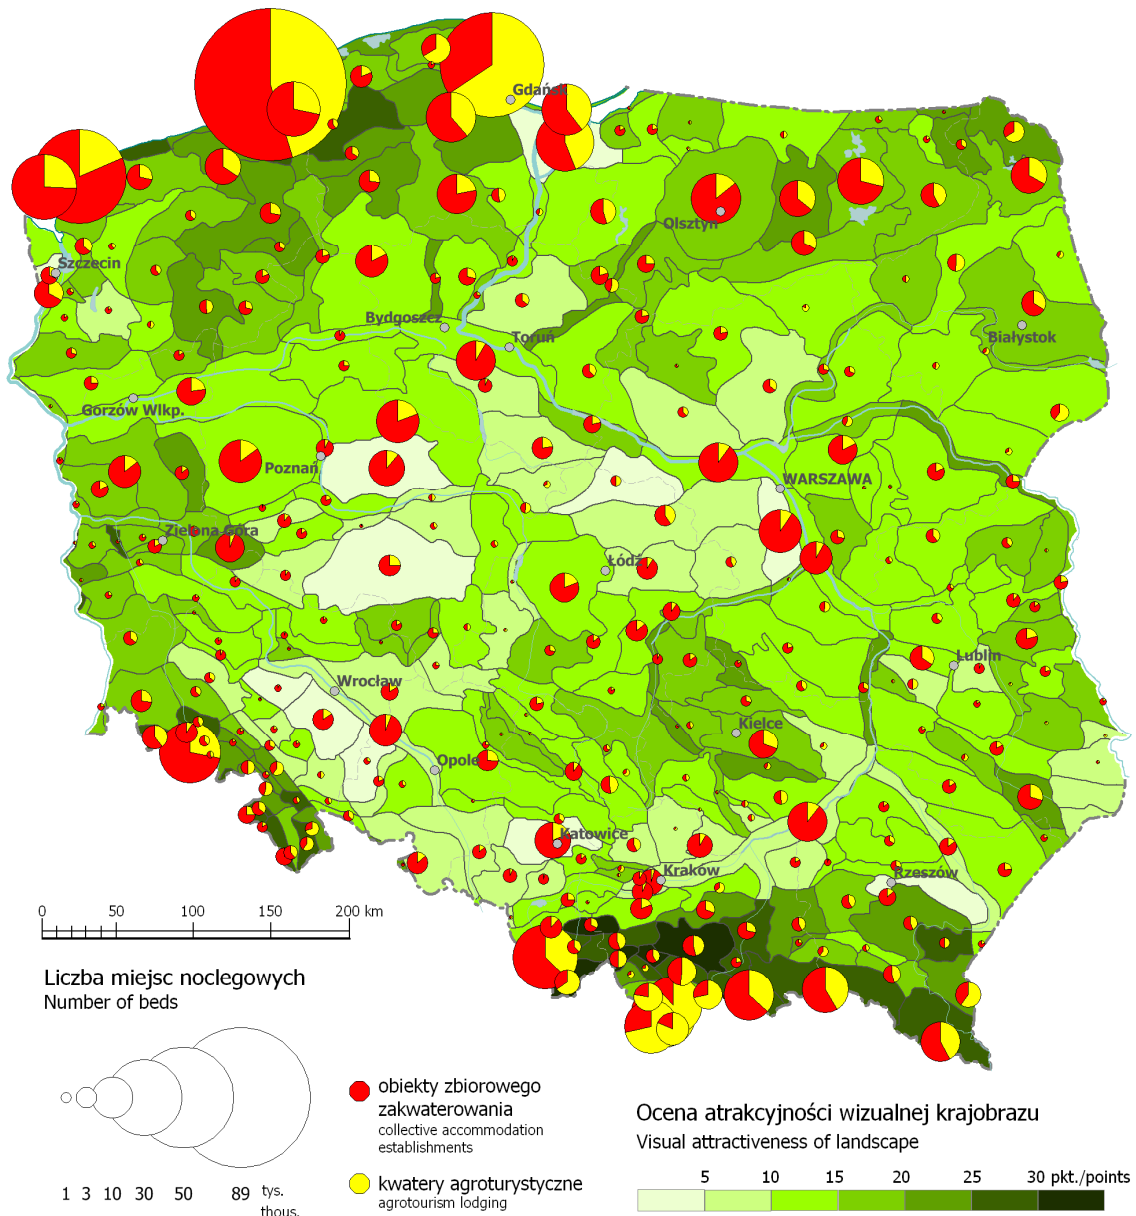 Gdańsk
Olsztyn
Szczecin
Bydgoszcz
Toruń
Białystok
Gorzów Wlkp.
Poznań
WARSZAWA
Zielona Góra
Łódź
Lublin
Wrocław
Kielce
Opole
Katowice
Kraków
Rzeszów
0 50 100 150 200 km
Liczba miejsc noclegowych
Number of beds
1 3 10 30 50 89 tys.
thous.
obiekty zbiorowego
zakwaterowania
collective accommodation
establishments
kwatery agroturystyczne
agrotourism lodging
Ocena atrakcyjności wizualnej krajobrazu
Visual attractiveness of landscape
5 10 15 20 25 30 pkt./points